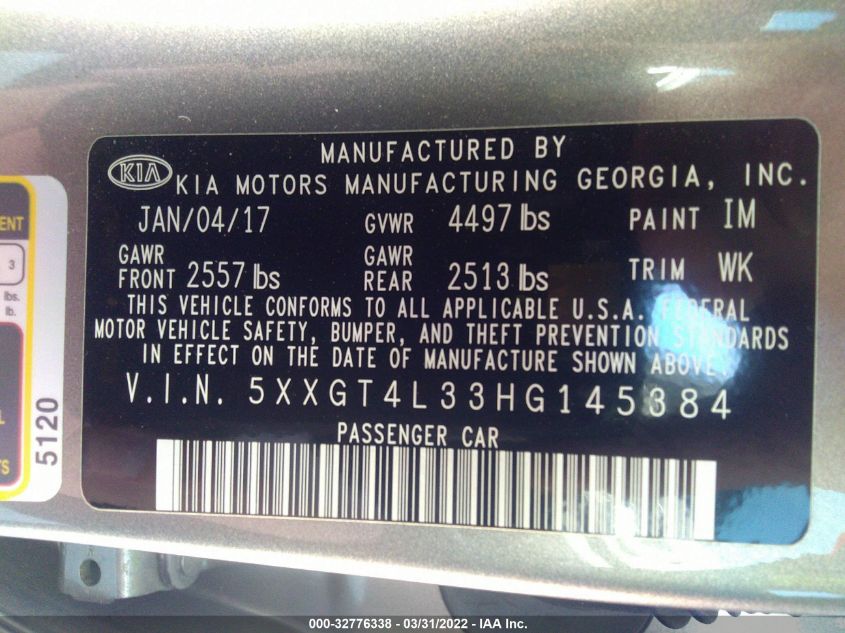 MANUFACTURED BY
KIA KIA MOTORS MANUFACTURING GEORGIA, INC.
JAN/04/17 GVWR 4497 lbs PAINT IM
GAWR FRONT 2557 lbs GAWR REAR 2513 lbs TRIM WK
THIS VEHICLE CONFORMS TO ALL APPLICABLE U.S.A. FEDERAL
MOTOR VEHICLE SAFETY, BUMPER, AND THEFT PREVENTION STANDARDS
IN EFFECT ON THE DATE OF MANUFACTURE SHOWN ABOVE.
V.I.N. 5XXGT4L33HG145384
PASSENGER CAR
3
lbs.
lb.
5120
000-32776338 - 03/31/2022 - IAA Inc.